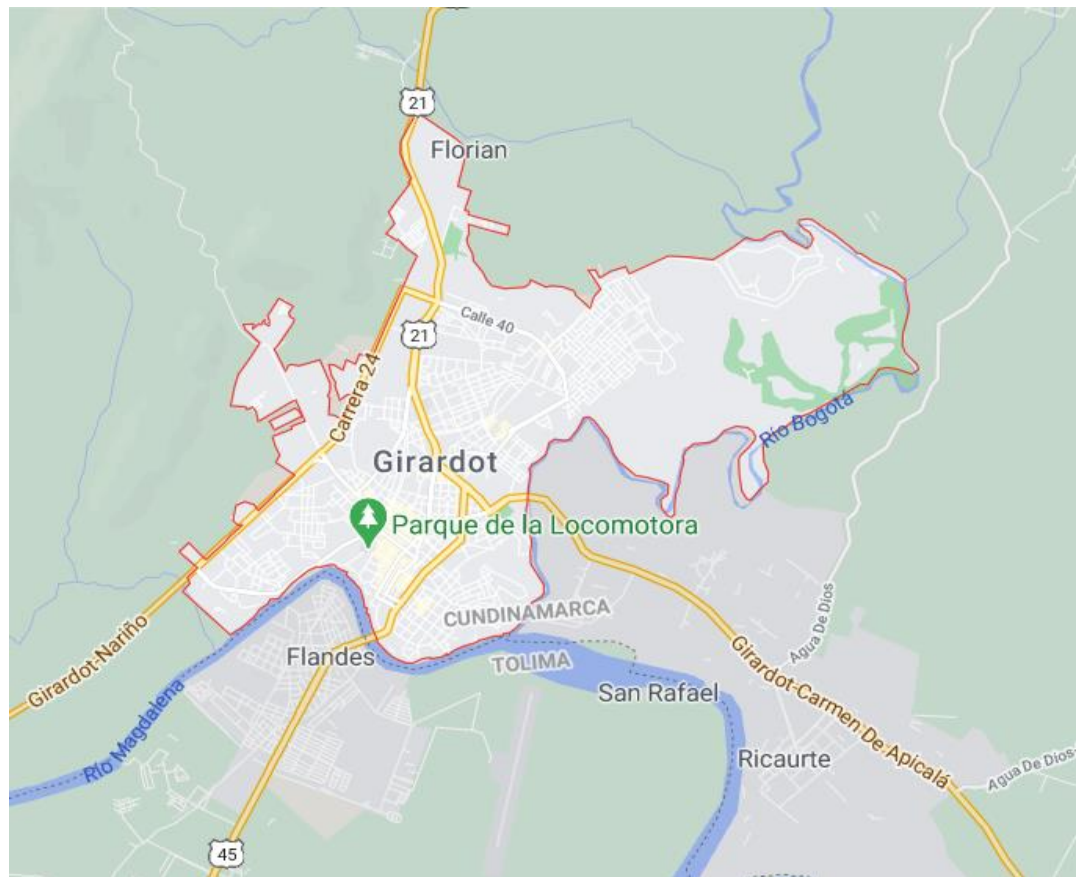 21
Florian
Calle 40
21
Carrera 24
Río Bogotá
Girardot
Parque de la Locomotora
CUNDINAMARCA
Agua De Dios
Girardot-Nariño
Flandes
TOLIMA
Girardot-Carmen De Apicalá
San Rafael
Río Magdalena
Ricaurte
Agua De Dios
45